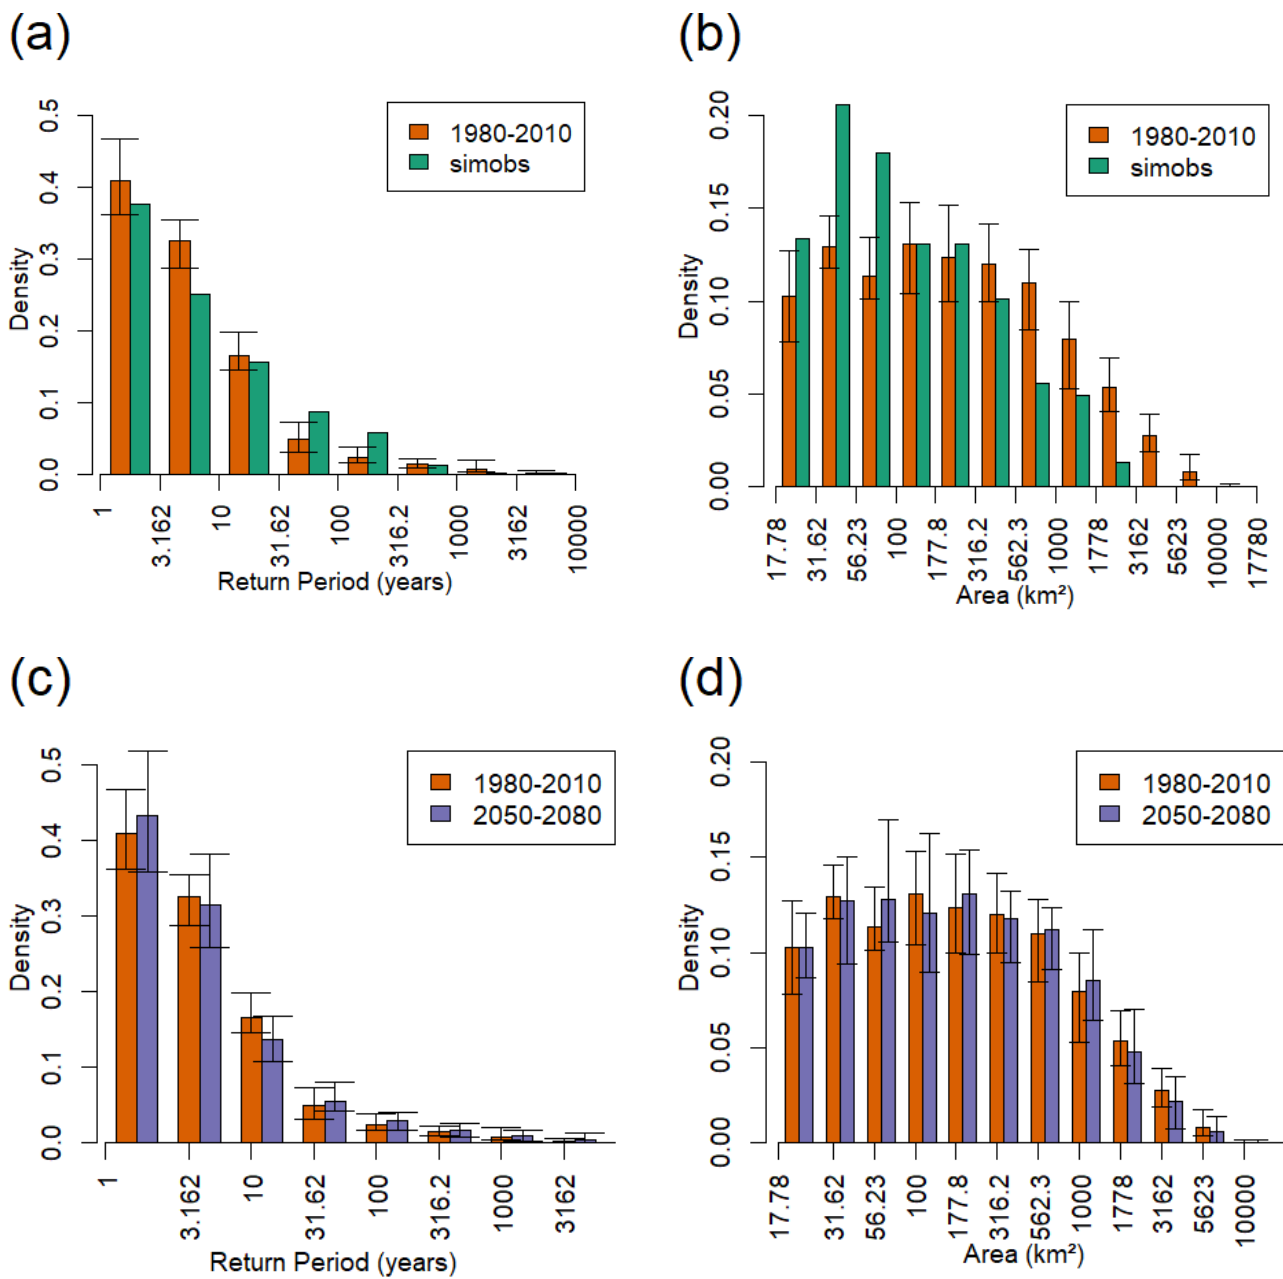 (a)
0.0 0.1 0.2 0.3 0.4 0.5
Density
1980-2010
simobs
1 3.162 10 31.62 100 316.2 1000 3162 10000
Return Period (years)
(b)
0.00 0.05 0.10 0.15 0.20
Density
1980-2010
simobs
17.78 31.62 56.23 100 177.8 316.2 562.3 1000 1778 3162 5623 10000 17780
Area (km²)
(c)
0.0 0.1 0.2 0.3 0.4 0.5
Density
1980-2010
2050-2080
1 3.162 10 31.62 100 316.2 1000 3162
Return Period (years)
(d)
0.00 0.05 0.10 0.15 0.20
Density
1980-2010
2050-2080
17.78 31.62 56.23 100 177.8 316.2 562.3 1000 1778 3162 5623 10000
Area (km²)